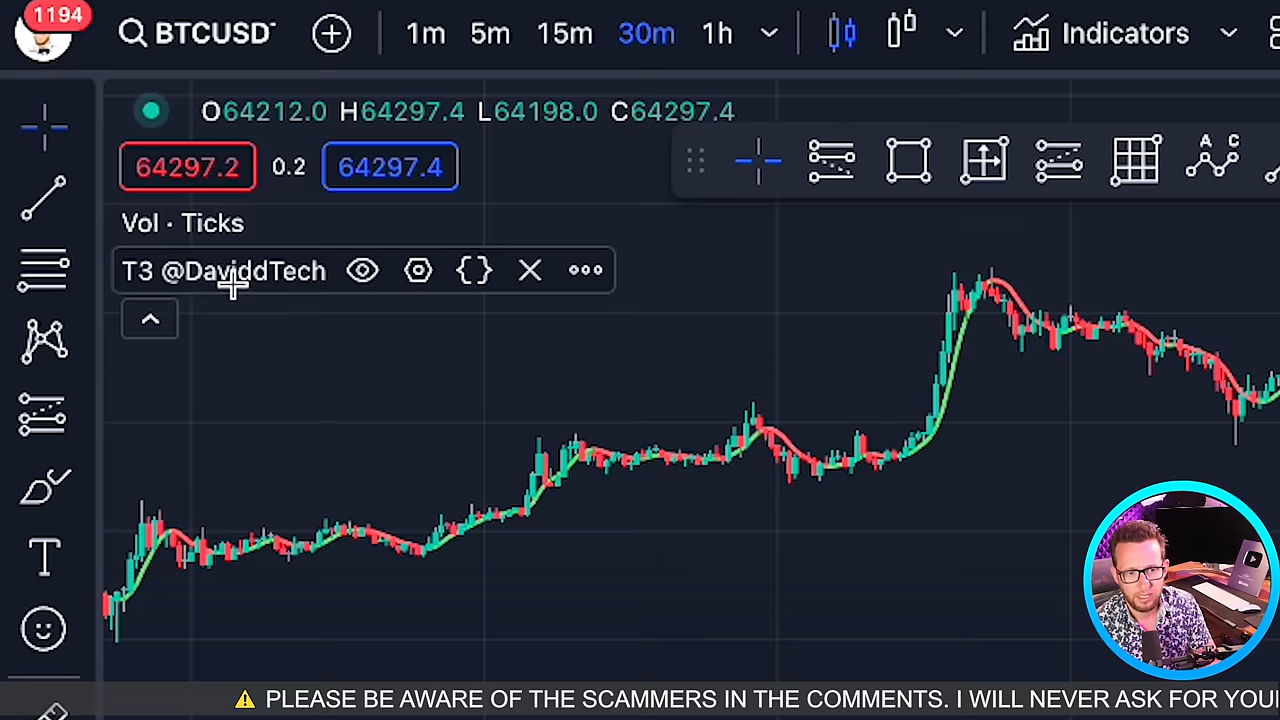 1194
BTCUSD
1m 5m 15m 30m 1h Indicators
O64212.0 H64297.4 L64198.0 C64297.4
64297.2 0.2 64297.4
A C
Vol · Ticks
T3 @DaviddTech
T
⚠ PLEASE BE AWARE OF THE SCAMMERS IN THE COMMENTS. I WILL NEVER ASK FOR YOU